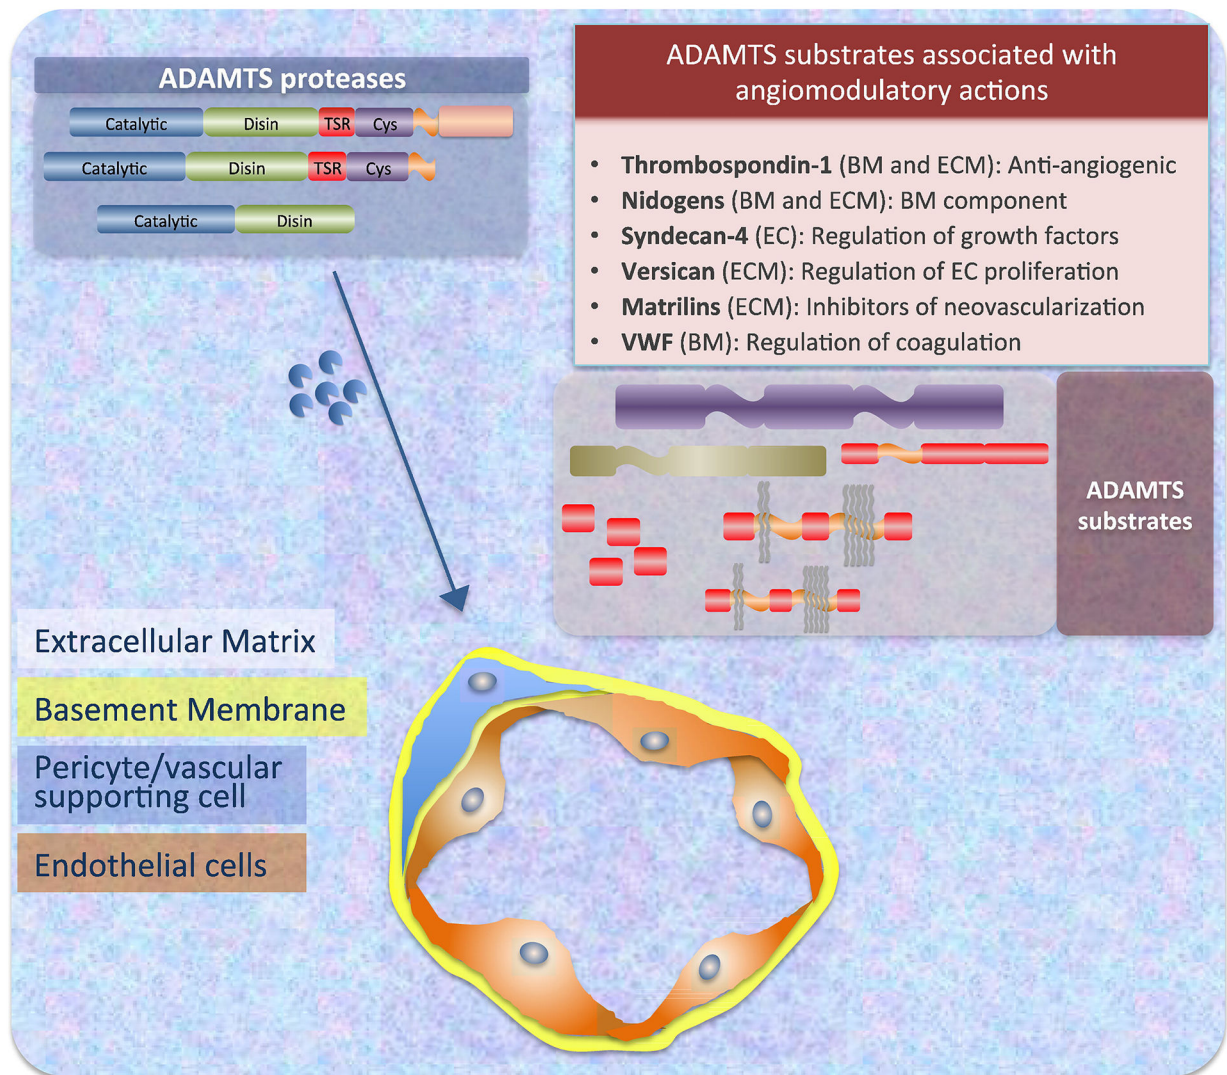 ADAMTS proteases
Catalytic Disin TSR Cys
Catalytic Disin TSR Cys
Catalytic Disin
ADAMTS substrates associated with
angiomodulatory actions
• Thrombospondin-1 (BM and ECM): Anti-angiogenic
• Nidogens (BM and ECM): BM component
• Syndecan-4 (EC): Regulation of growth factors
• Versican (ECM): Regulation of EC proliferation
• Matrilins (ECM): Inhibitors of neovascularization
• VWF (BM): Regulation of coagulation
ADAMTS
substrates
Extracellular Matrix
Basement Membrane
Pericyte/vascular
supporting cell
Endothelial cells